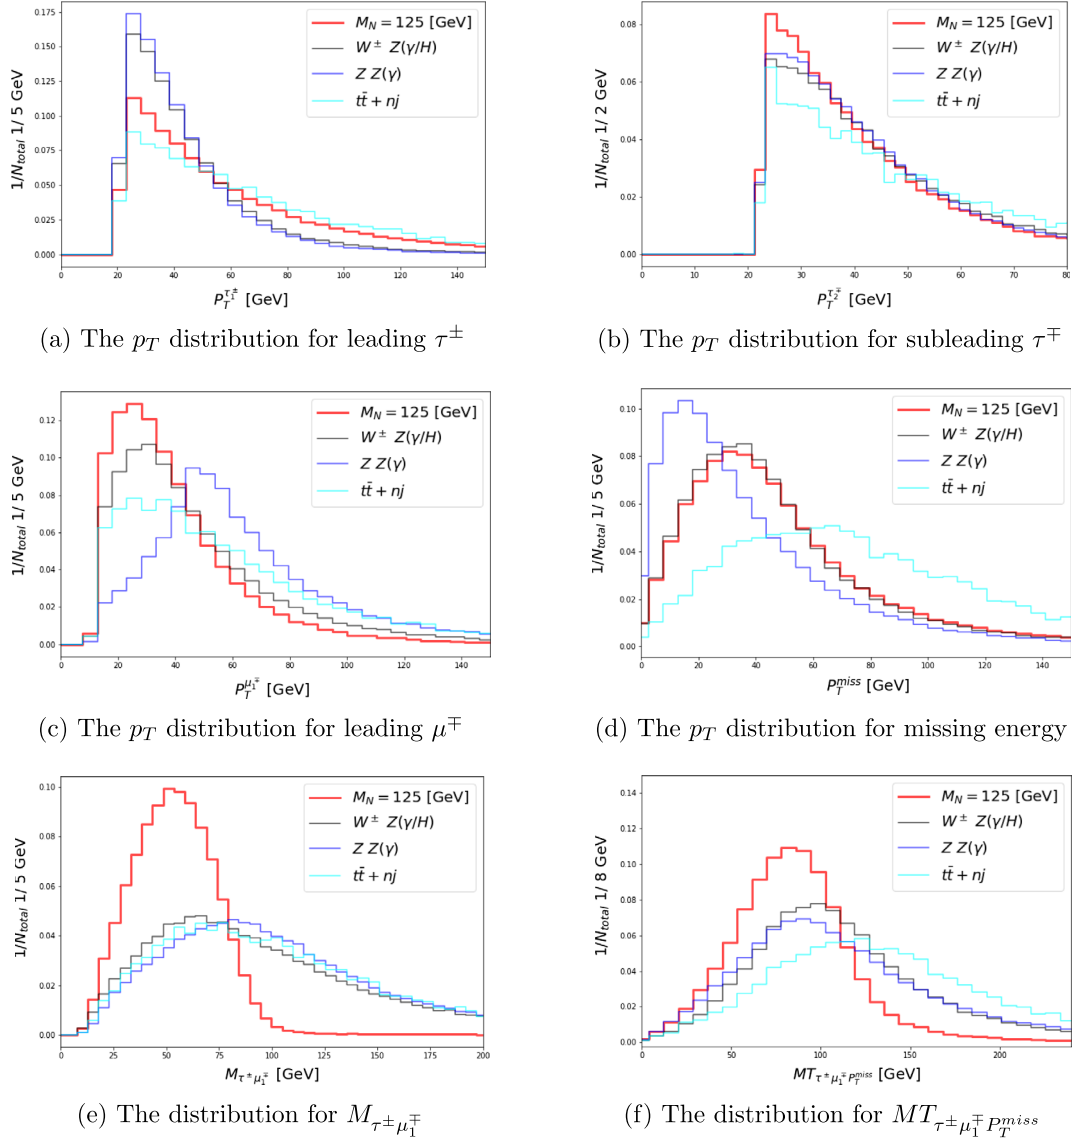 0.175
0.150
0.125
0.100
0.075
0.050
0.025
0.000
1/N_total 1/ 5 GeV
M_N = 125 [GeV]
W^± Z(γ/H)
Z Z(γ)
tt̄ + nj
0 20 40 60 80 100 120 140
P_T^{τ_1^±} [GeV]
(a) The p_T distribution for leading τ^±
0.08
0.06
0.04
0.02
0.00
1/N_total 1/ 2 GeV
M_N = 125 [GeV]
W^± Z(γ/H)
Z Z(γ)
tt̄ + nj
0 10 20 30 40 50 60 70 80
P_T^{τ_2^∓} [GeV]
(b) The p_T distribution for subleading τ^∓
0.12
0.10
0.08
0.06
0.04
0.02
0.00
1/N_total 1/ 5 GeV
M_N = 125 [GeV]
W^± Z(γ/H)
Z Z(γ)
tt̄ + nj
0 20 40 60 80 100 120 140
P_T^{μ_1^∓} [GeV]
(c) The p_T distribution for leading μ^∓
0.10
0.08
0.06
0.04
0.02
0.00
1/N_total 1/ 5 GeV
M_N = 125 [GeV]
W^± Z(γ/H)
Z Z(γ)
tt̄ + nj
0 20 40 60 80 100 120 140
P_T^{miss} [GeV]
(d) The p_T distribution for missing energy
0.10
0.08
0.06
0.04
0.02
0.00
1/N_total 1/ 5 GeV
M_N = 125 [GeV]
W^± Z(γ/H)
Z Z(γ)
tt̄ + nj
0 25 50 75 100 125 150 175 200
M_{τ^± μ_1^∓} [GeV]
(e) The distribution for M_{τ^± μ_1^∓}
0.14
0.12
0.10
0.08
0.06
0.04
0.02
0.00
1/N_total 1/ 8 GeV
M_N = 125 [GeV]
W^± Z(γ/H)
Z Z(γ)
tt̄ + nj
0 50 100 150 200
MT_{τ^± μ_1^∓ P_T^{miss}} [GeV]
(f) The distribution for MT_{τ^± μ_1^∓ P_T^{miss}}